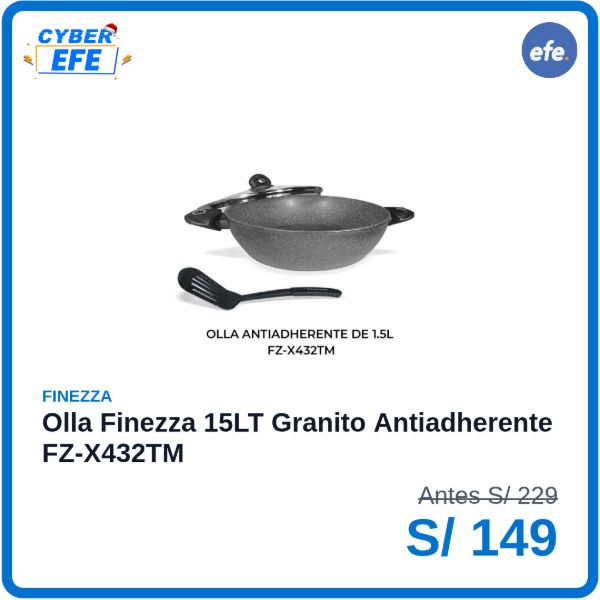 CYBER
EFE
efe.
OLLA ANTIADHERENTE DE 1.5L
FZ-X432TM
FINEZZA
Olla Finezza 15LT Granito Antiadherente
FZ-X432TM
Antes S/ 229
S/ 149